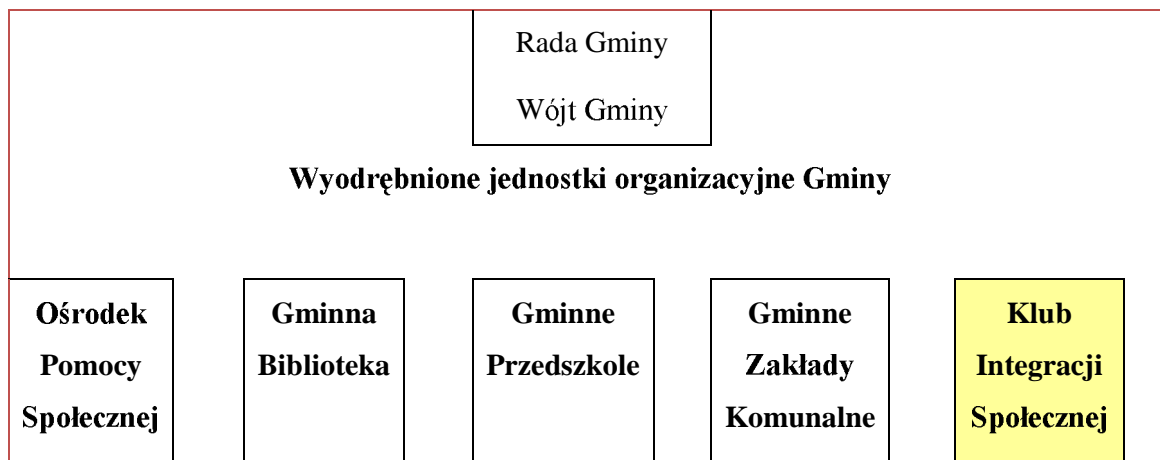 Rada Gminy
Wójt Gminy
Wyodrębnione jednostki organizacyjne Gminy
Ośrodek
Pomocy
Społecznej
Gminna
Biblioteka
Gminne
Przedszkole
Gminne
Zakłady
Komunalne
Klub
Integracji
Społecznej